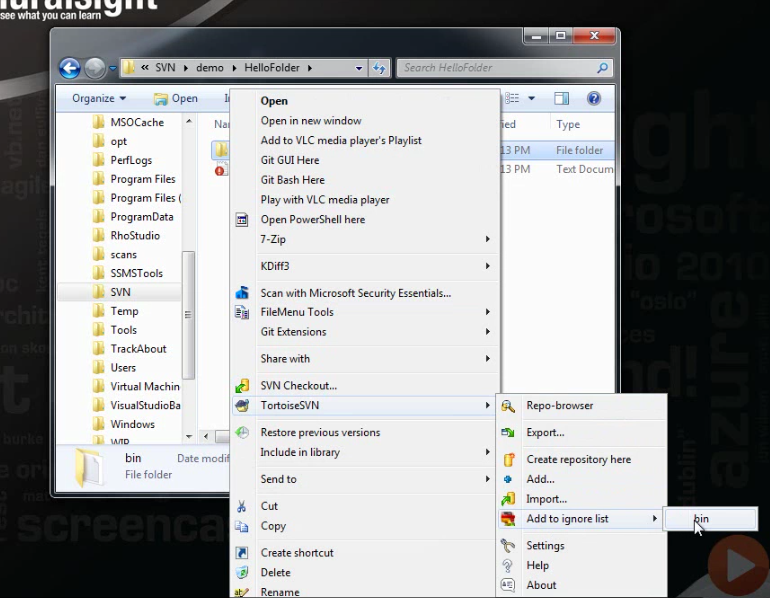 see what you can learn
« SVN ▸ demo ▸ HelloFolder ▸
Search HelloFolder
Organize
Open
MSOCache
opt
PerfLogs
Program Files
Program Files (
ProgramData
RhoStudio
scans
SSMSTools
SVN
Temp
Tools
TrackAbout
Users
Virtual Machin
VisualStudioBa
Windows
WIP
Type
13 PM File folder
13 PM Text Docum
bin Date modif
File folder
Open
Open in new window
Add to VLC media player's Playlist
Git GUI Here
Git Bash Here
Play with VLC media player
Open PowerShell here
7-Zip
KDiff3
Scan with Microsoft Security Essentials...
FileMenu Tools
Git Extensions
Share with
SVN Checkout...
TortoiseSVN
Restore previous versions
Include in library
Send to
Cut
Copy
Create shortcut
Delete
Rename
Repo-browser
Export...
Create repository here
Add...
Import...
Add to ignore list
Settings
Help
About
bin